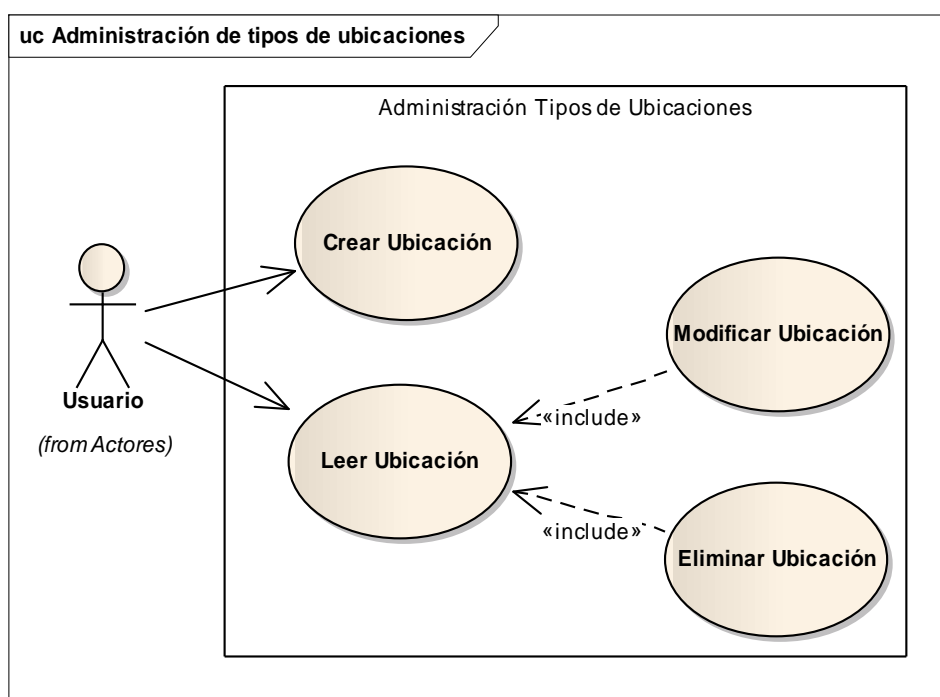 uc Administración de tipos de ubicaciones
Administración Tipos de Ubicaciones
Crear Ubicación
Modificar Ubicación
Usuario
(from Actores)
«include»
Leer Ubicación
«include»
Eliminar Ubicación